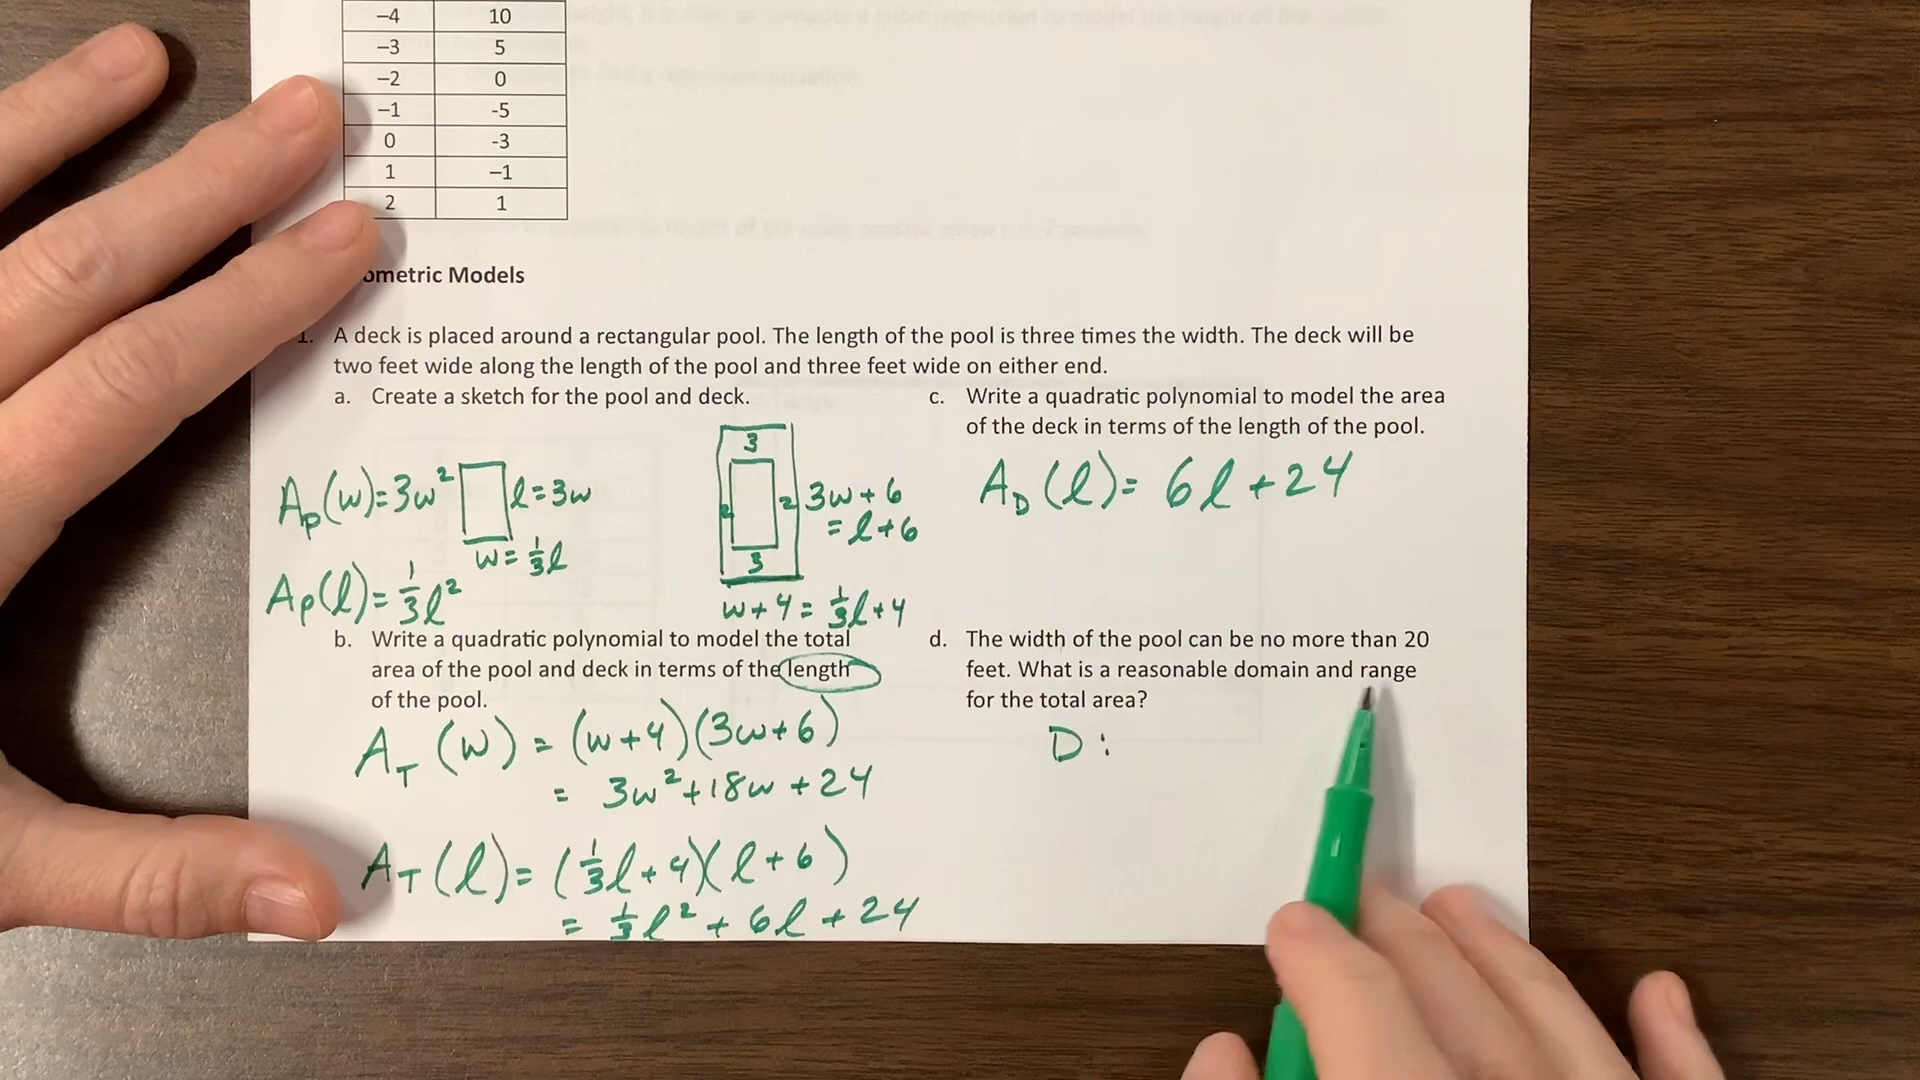 −4 10
−3 5
−2 0
−1 -5
0 -3
1 −1
2 1
ometric Models
1. A deck is placed around a rectangular pool. The length of the pool is three times the width. The deck will be
two feet wide along the length of the pool and three feet wide on either end.
a. Create a sketch for the pool and deck.
A_P(w)=3w² l=3w
w=⅓l
A_P(l)=⅓l²
3
2 2 3w+6
=l+6
3
w+4=⅓l+4
b. Write a quadratic polynomial to model the total
area of the pool and deck in terms of the length
of the pool.
A_T(w)=(w+4)(3w+6)
=3w²+18w+24
A_T(l)=(⅓l+4)(l+6)
=⅓l²+6l+24
c. Write a quadratic polynomial to model the area
of the deck in terms of the length of the pool.
A_D(l)=6l+24
d. The width of the pool can be no more than 20
feet. What is a reasonable domain and range
for the total area?
D: